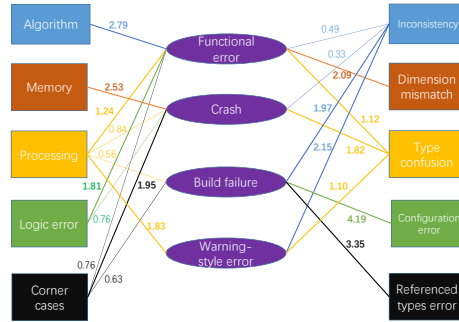 Algorithm
2.79
Functional
error
0.49
Inconsistency
0.33
Memory
2.53
2.09
Dimension
mismatch
1.24
Crash
1.97
1.12
0.84
Processing
0.56
2.15
1.82
Type
confusion
1.81
1.95
Build failure
1.10
Logic error
0.76
1.83
4.19
Configuration
error
Warning-
style error
3.35
0.76
0.63
Corner
cases
Referenced
types error